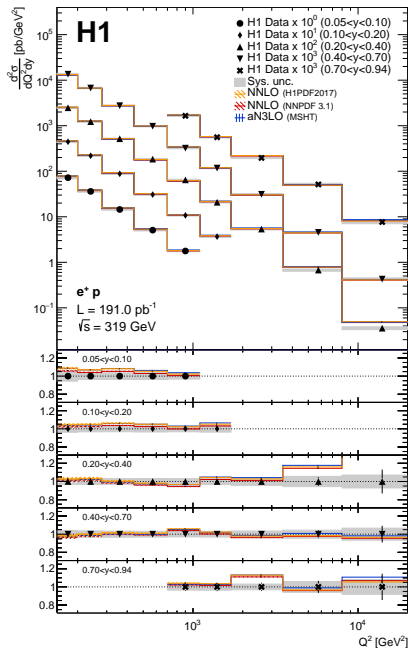 H1
d²σ/dQ²dy [pb/GeV²]
H1 Data x 10⁰ (0.05<y<0.10)
H1 Data x 10¹ (0.10<y<0.20)
H1 Data x 10² (0.20<y<0.40)
H1 Data x 10³ (0.40<y<0.70)
H1 Data x 10³ (0.70<y<0.94)
Sys. unc.
NNLO (H1PDF2017)
NNLO (NNPDF 3.1)
aN3LO (MSHT)
10⁵
10⁴
10³
10²
10
1
10⁻¹
e⁺ p
L = 191.0 pb⁻¹
√s = 319 GeV
0.05<y<0.10
1.2
1
0.8
0.10<y<0.20
1.2
1
0.8
0.20<y<0.40
1.2
1
0.8
0.40<y<0.70
1.2
1
0.8
0.70<y<0.94
1.2
1
0.8
10³
10⁴
Q² [GeV²]